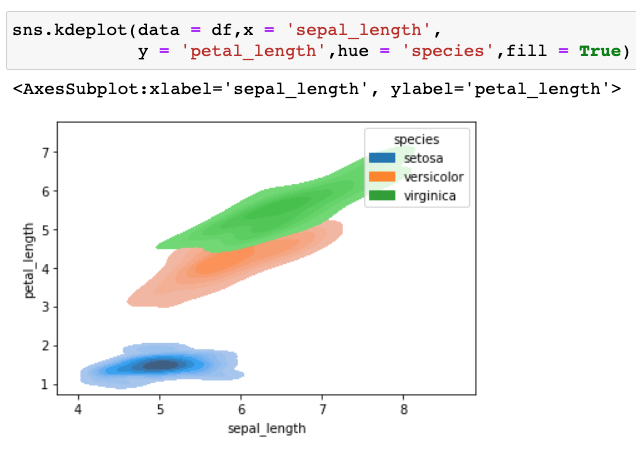 sns.kdeplot(data = df,x = 'sepal_length',
y = 'petal_length',hue = 'species',fill = True)
<AxesSubplot:xlabel='sepal_length', ylabel='petal_length'>
species
setosa
versicolor
virginica
7
6
5
4
3
2
1
petal_length
4 5 6 7 8
sepal_length